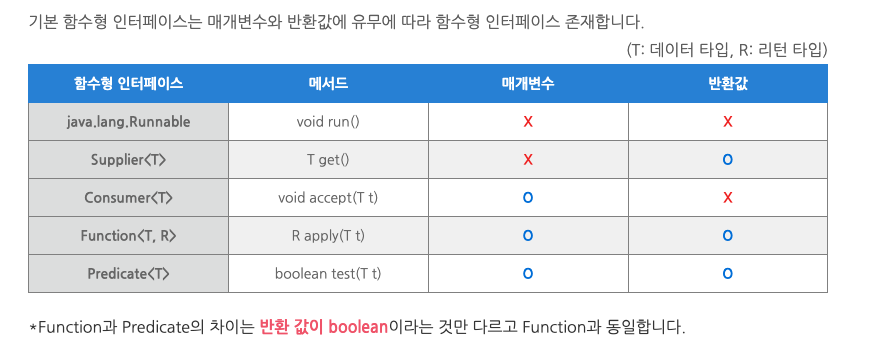 기본 함수형 인터페이스는 매개변수와 반환값에 유무에 따라 함수형 인터페이스 존재합니다.
(T: 데이터 타입, R: 리턴 타입)
함수형 인터페이스 메서드 매개변수 반환값
java.lang.Runnable void run() X X
Supplier<T> T get() X O
Consumer<T> void accept(T t) O X
Function<T, R> R apply(T t) O O
Predicate<T> boolean test(T t) O O
*Function과 Predicate의 차이는 반환 값이 boolean이라는 것만 다르고 Function과 동일합니다.